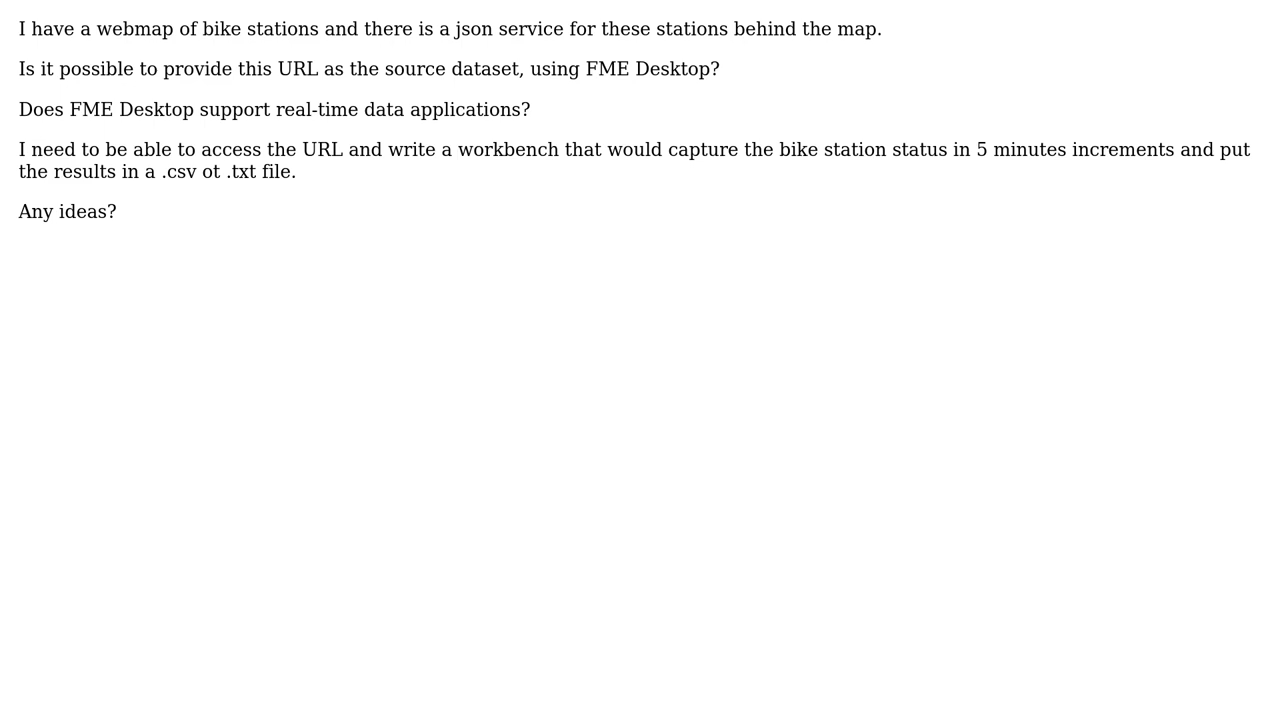 I have a webmap of bike stations and there is a json service for these stations behind the map.
Is it possible to provide this URL as the source dataset, using FME Desktop?
Does FME Desktop support real-time data applications?
I need to be able to access the URL and write a workbench that would capture the bike station status in 5 minutes increments and put
the results in a .csv ot .txt file.
Any ideas?